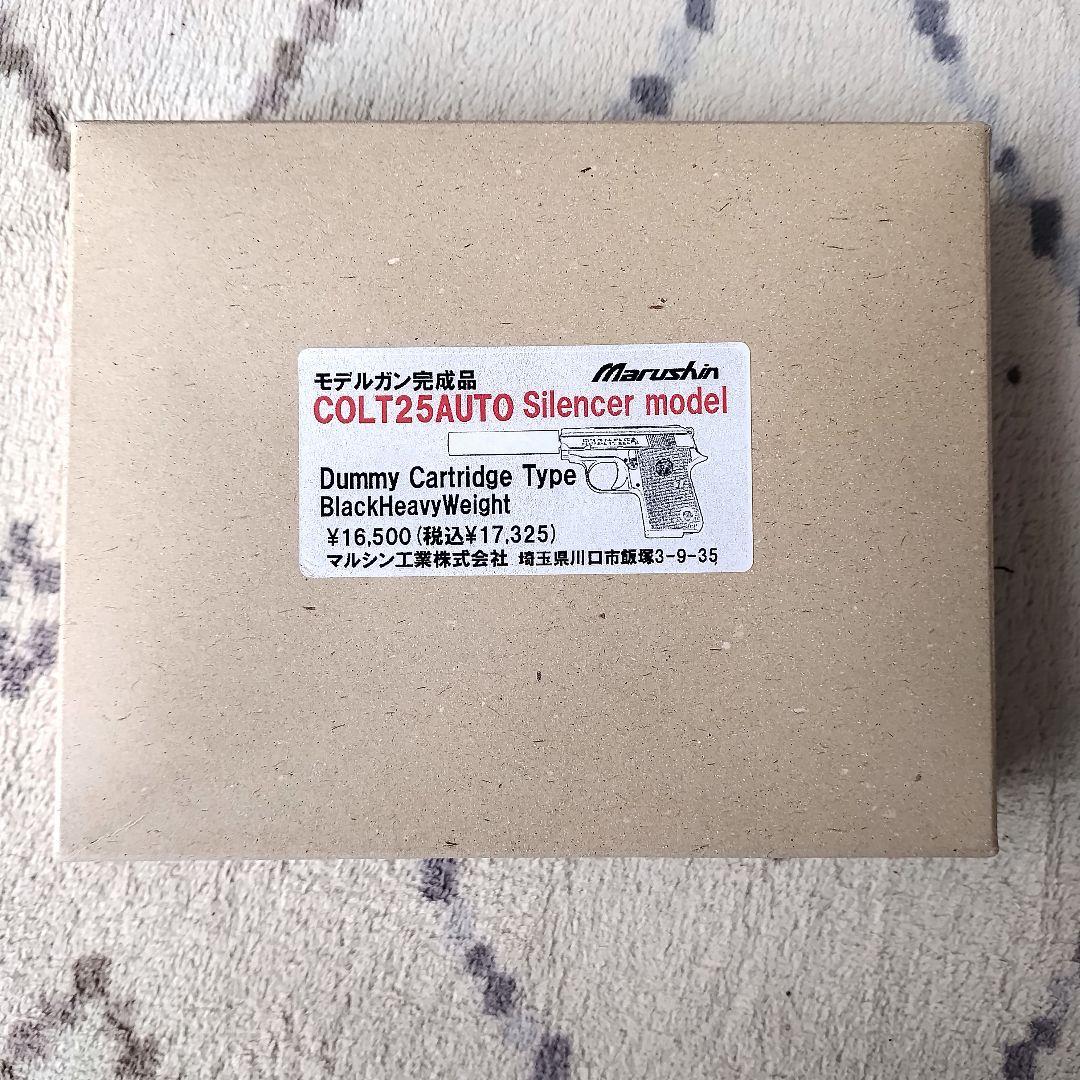 モデルガン完成品 Marushin
COLT25AUTO Silencer model
Dummy Cartridge Type
BlackHeavyWeight
¥16,500(税込¥17,325)
マルシン工業株式会社 埼玉県川口市飯塚3-9-35